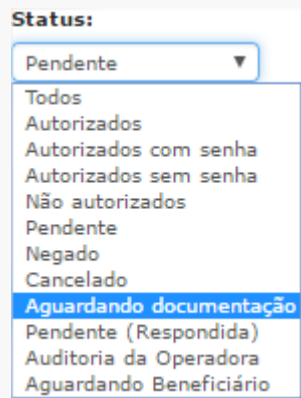 Status:
Pendente ▼
Todos
Autorizados
Autorizados com senha
Autorizados sem senha
Não autorizados
Pendente
Negado
Cancelado
Aguardando documentação
Pendente (Respondida)
Auditoria da Operadora
Aguardando Beneficiário